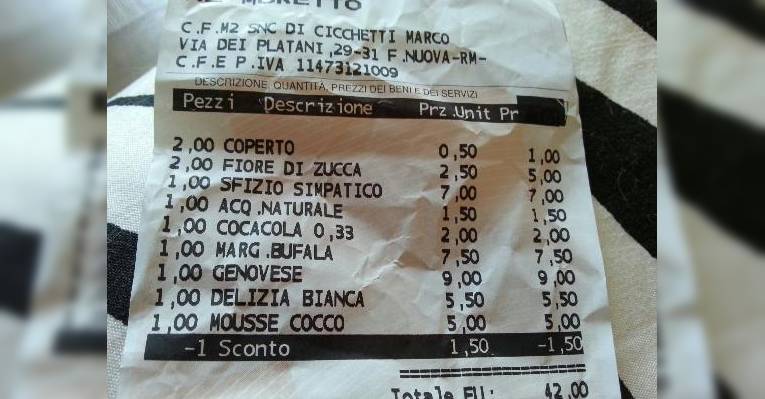 MORETTO
C.F.M2 SNC DI CICCHETTI MARCO
VIA DEI PLATANI ,29-31 F.NUOVA-RM-
C.F.E P.IVA 11473121009
DESCRIZIONE, QUANTITÀ, PREZZI DEI BENI E DEI SERVIZI
Pezzi Descrizione Prz.Unit Pr
2,00 COPERTO 0,50 1,00
2,00 FIORE DI ZUCCA 2,50 5,00
1,00 SFIZIO SIMPATICO 7,00 7,00
1,00 ACQ.NATURALE 1,50 1,50
1,00 COCACOLA 0,33 2,00 2,00
1,00 MARG.BUFALA 7,50 7,50
1,00 GENOVESE 9,00 9,00
1,00 DELIZIA BIANCA 5,50 5,50
1,00 MOUSSE COCCO 5,00 5,00
-1 Sconto 1,50 -1,50
Totale EU: 42,00